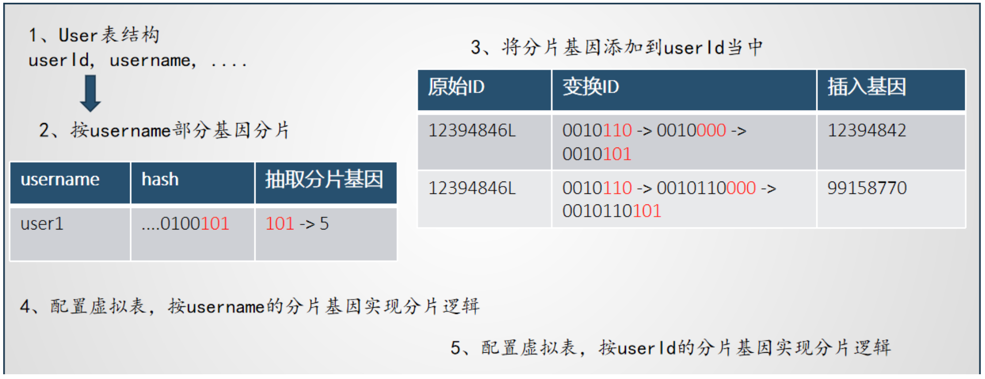 1、User表结构
userId, username, ....
2、按username部分基因分片
username hash 抽取分片基因
user1 ....0100101 101 -> 5
3、将分片基因添加到userId当中
原始ID 变换ID 插入基因
12394846L 0010110 -> 0010000 -> 12394842
0010101
12394846L 0010110 -> 0010110000 -> 99158770
0010110101
4、配置虚拟表，按username的分片基因实现分片逻辑
5、配置虚拟表，按userId的分片基因实现分片逻辑